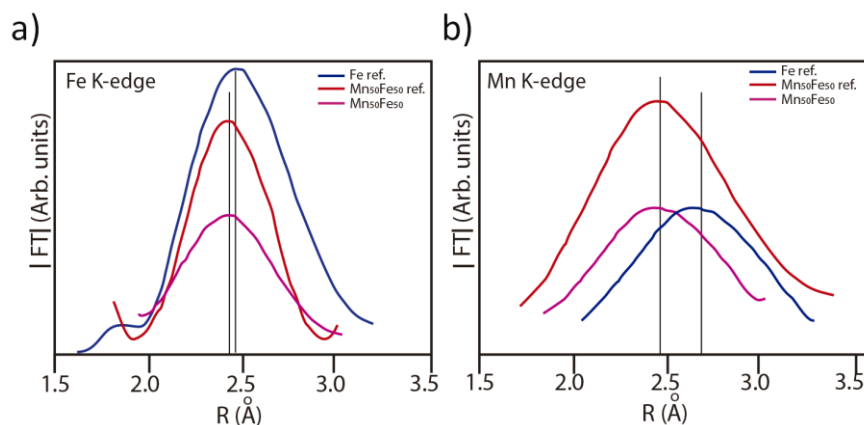 a)
Fe K-edge
Fe ref.
Mn₅₀Fe₅₀ ref.
Mn₅₀Fe₅₀
| FT| (Arb. units)
1.5 2.0 2.5 3.0 3.5
R (Å)
b)
Mn K-edge
Fe ref.
Mn₅₀Fe₅₀ ref.
Mn₅₀Fe₅₀
| FT| (Arb. units)
1.5 2.0 2.5 3.0 3.5
R (Å)